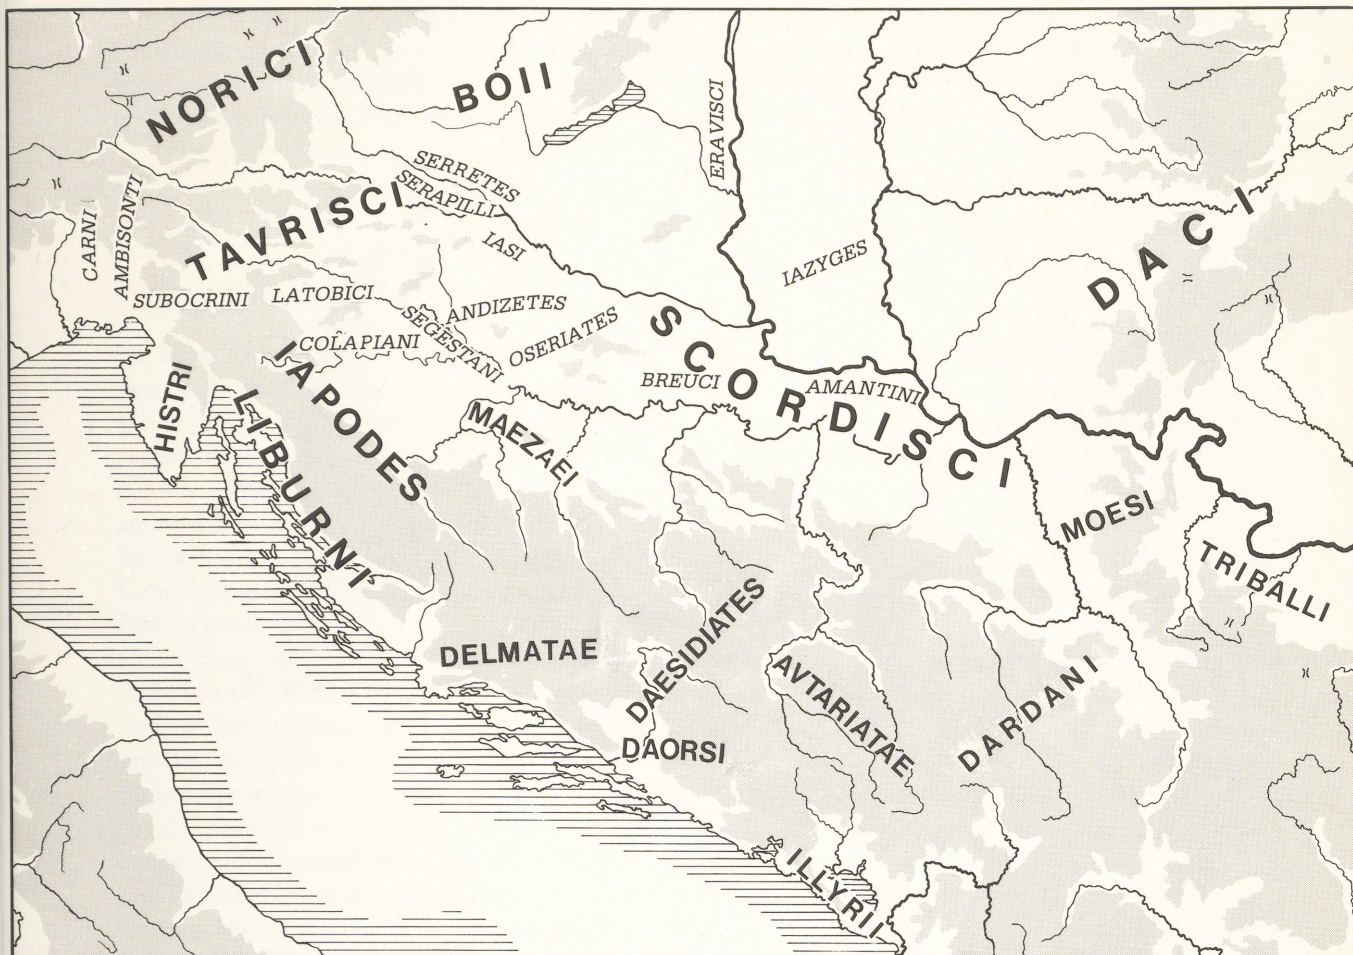 NORICI
BOII
ERAVISCI
SERRETES
SERAPILLI
CARNI
AMBISONTI
TAVRISCI
IASI
IAZYGES
DACI
SUBOCRINI
LATOBICI
SEGESTANI
ANDIZETES
OSERIATES
COLAPIANI
SCORDISCI
BREUCI
AMANTINI
HISTRI
IAPODES
LIBURNI
MAEZAEI
MOESI
TRIBALLI
DELMATAE
DAESIDIATES
AVTARIATAE
DARDANI
DAORSI
ILLYRII